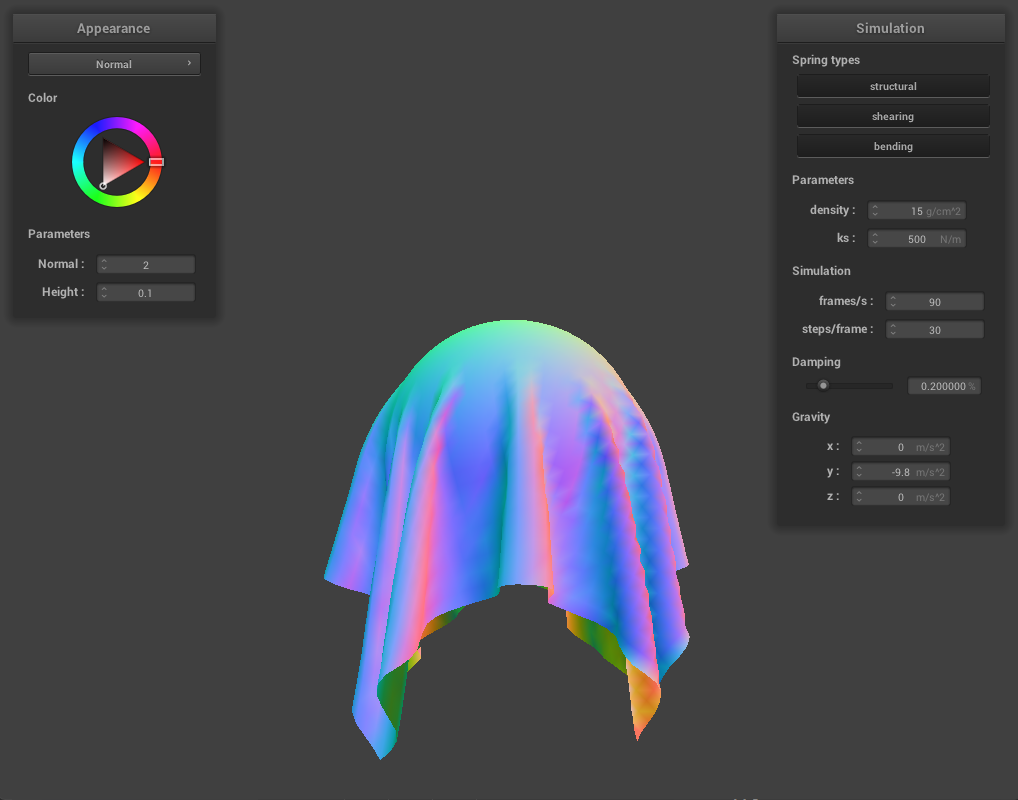 Appearance
Normal ›
Color
Parameters
Normal : 2
Height : 0.1
Simulation
Spring types
structural
shearing
bending
Parameters
density : 15 g/cm^2
ks : 500 N/m
Simulation
frames/s : 90
steps/frame : 30
Damping
0.200000 %
Gravity
x : 0 m/s^2
y : -9.8 m/s^2
z : 0 m/s^2